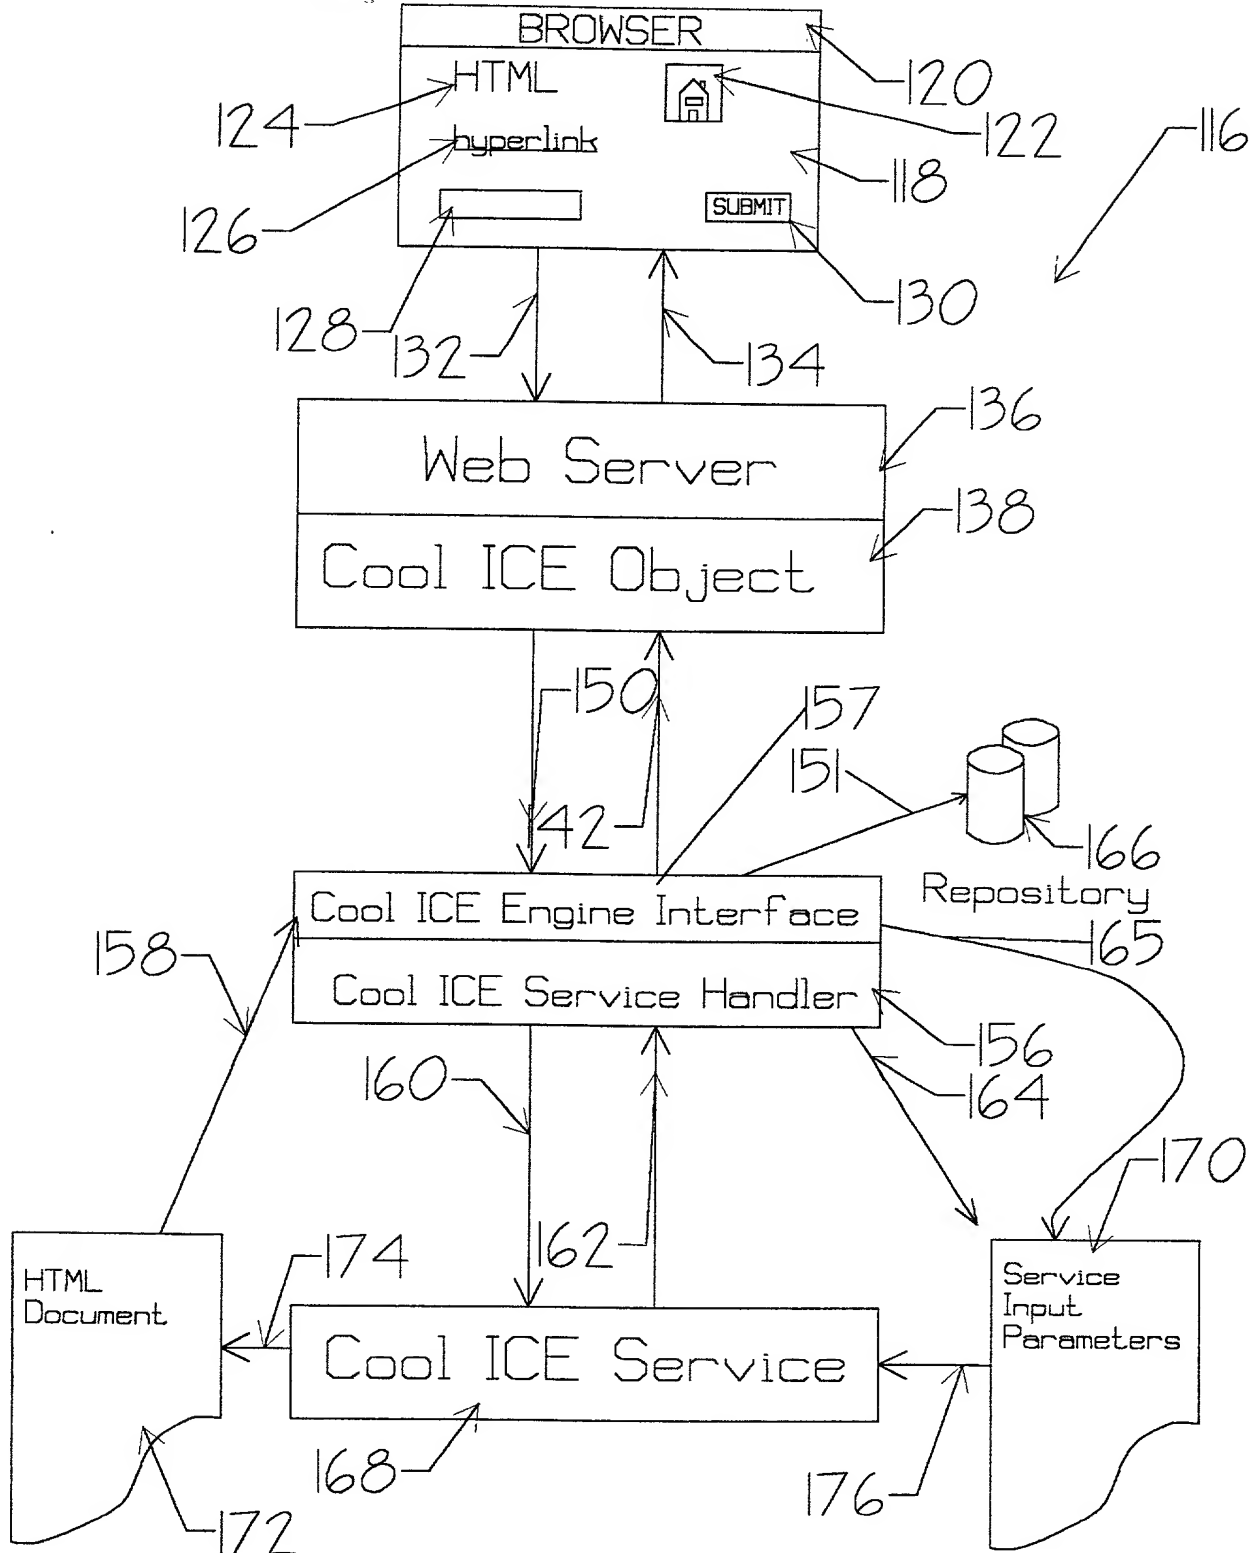 BROWSER
HTML
120
124
122
116
hyperlink
118
126
SUBMIT
130
128
132
134
136
Web Server
138
Cool ICE Object
150
157
151
42
166
Repository
Cool ICE Engine Interface
158
165
Cool ICE Service Handler
156
160
164
170
162
174
HTML
Document
Service
Input
Parameters
Cool ICE Service
168
176
172